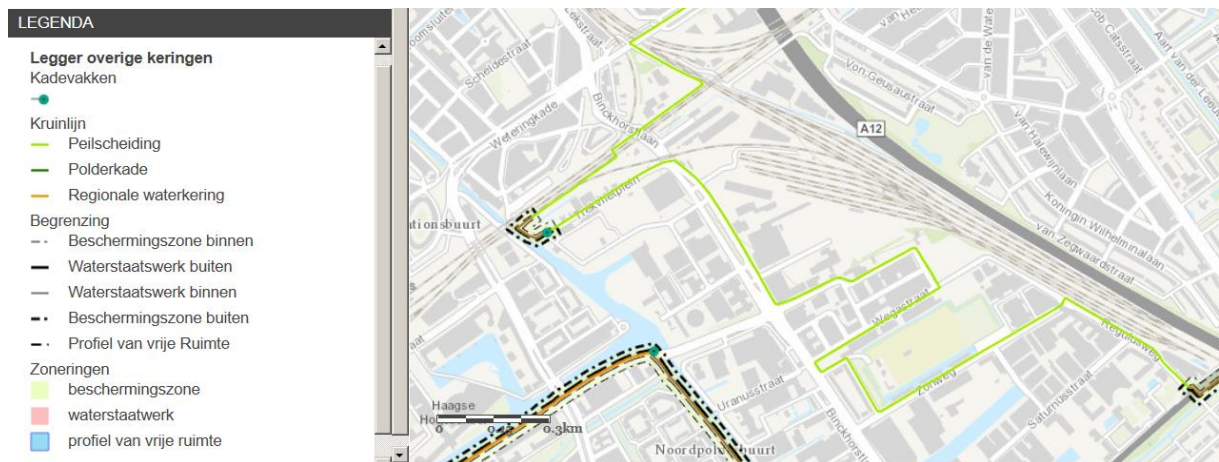 LEGENDA
Legger overige keringen
Kadevakken
Kruinlijn
Peilscheiding
Polderkade
Regionale waterkering
Begrenzing
Beschermingszone binnen
Waterstaatswerk buiten
Waterstaatswerk binnen
Beschermingszone buiten
Profiel van vrije Ruimte
Zoneringen
beschermingszone
waterstaatwerk
profiel van vrije ruimte
Scheldestraat
Weteringkade
Binckhorstlaan
Trekvlietplein
A12
Von Geusaustraat
van Halewijnlaan
Koningin Wilhelminalaan
van Zegwaardstraat
Wegastraat
Zonweg
Regulusweg
Saturnusstraat
Uranusstraat
Haagse
0.3km